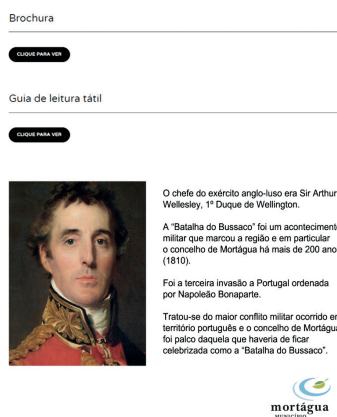 Brochura
CLIQUE PARA VER
Guia de leitura tátil
CLIQUE PARA VER
O chefe do exército anglo-luso era Sir Arthur
Wellesley, 1º Duque de Wellington.
A “Batalha do Bussaco” foi um acontecimento
militar que marcou a região e em particular
o concelho de Mortágua há mais de 200 ano
(1810).
Foi a terceira invasão a Portugal ordenada
por Napoleão Bonaparte.
Tratou-se do maior conflito militar ocorrido em
território português e o concelho de Mortágua
foi palco daquela que haveria de ficar
celebrizada como a “Batalha do Bussaco”.
mortágua
MUNICÍPIO